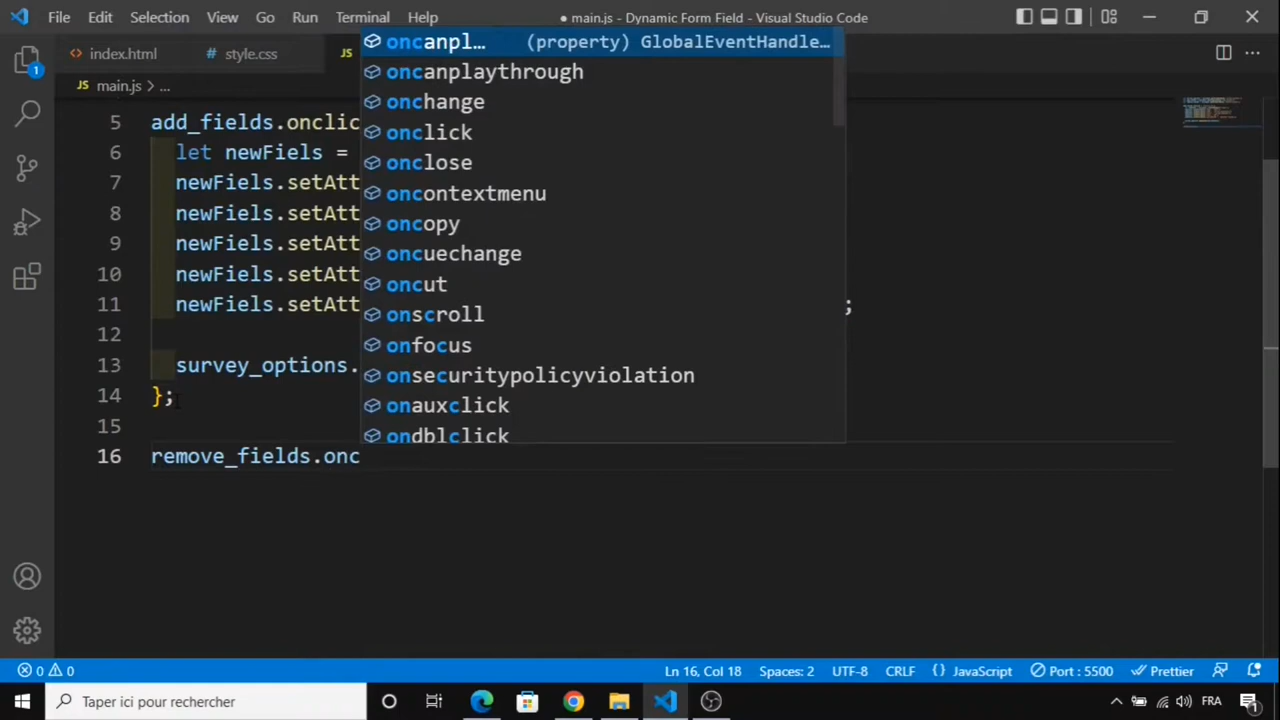 File Edit Selection View Go Run Terminal Help ● main.js - Dynamic Form Field - Visual Studio Code
index.html # style.css JS
JS main.js > ...
5 add_fields.onclic
6 let newFiels =
7 newFiels.setAtt
8 newFiels.setAtt
9 newFiels.setAtt
10 newFiels.setAtt
11 newFiels.setAtt ;
12
13 survey_options.
14 };
15
16 remove_fields.onc
oncanpl… (property) GlobalEventHandle…
oncanplaythrough
onchange
onclick
onclose
oncontextmenu
oncopy
oncuechange
oncut
onscroll
onfocus
onsecuritypolicyviolation
onauxclick
ondblclick
1
0 0 Ln 16, Col 18 Spaces: 2 UTF-8 CRLF {} JavaScript Port : 5500 Prettier
Taper ici pour rechercher FR 1